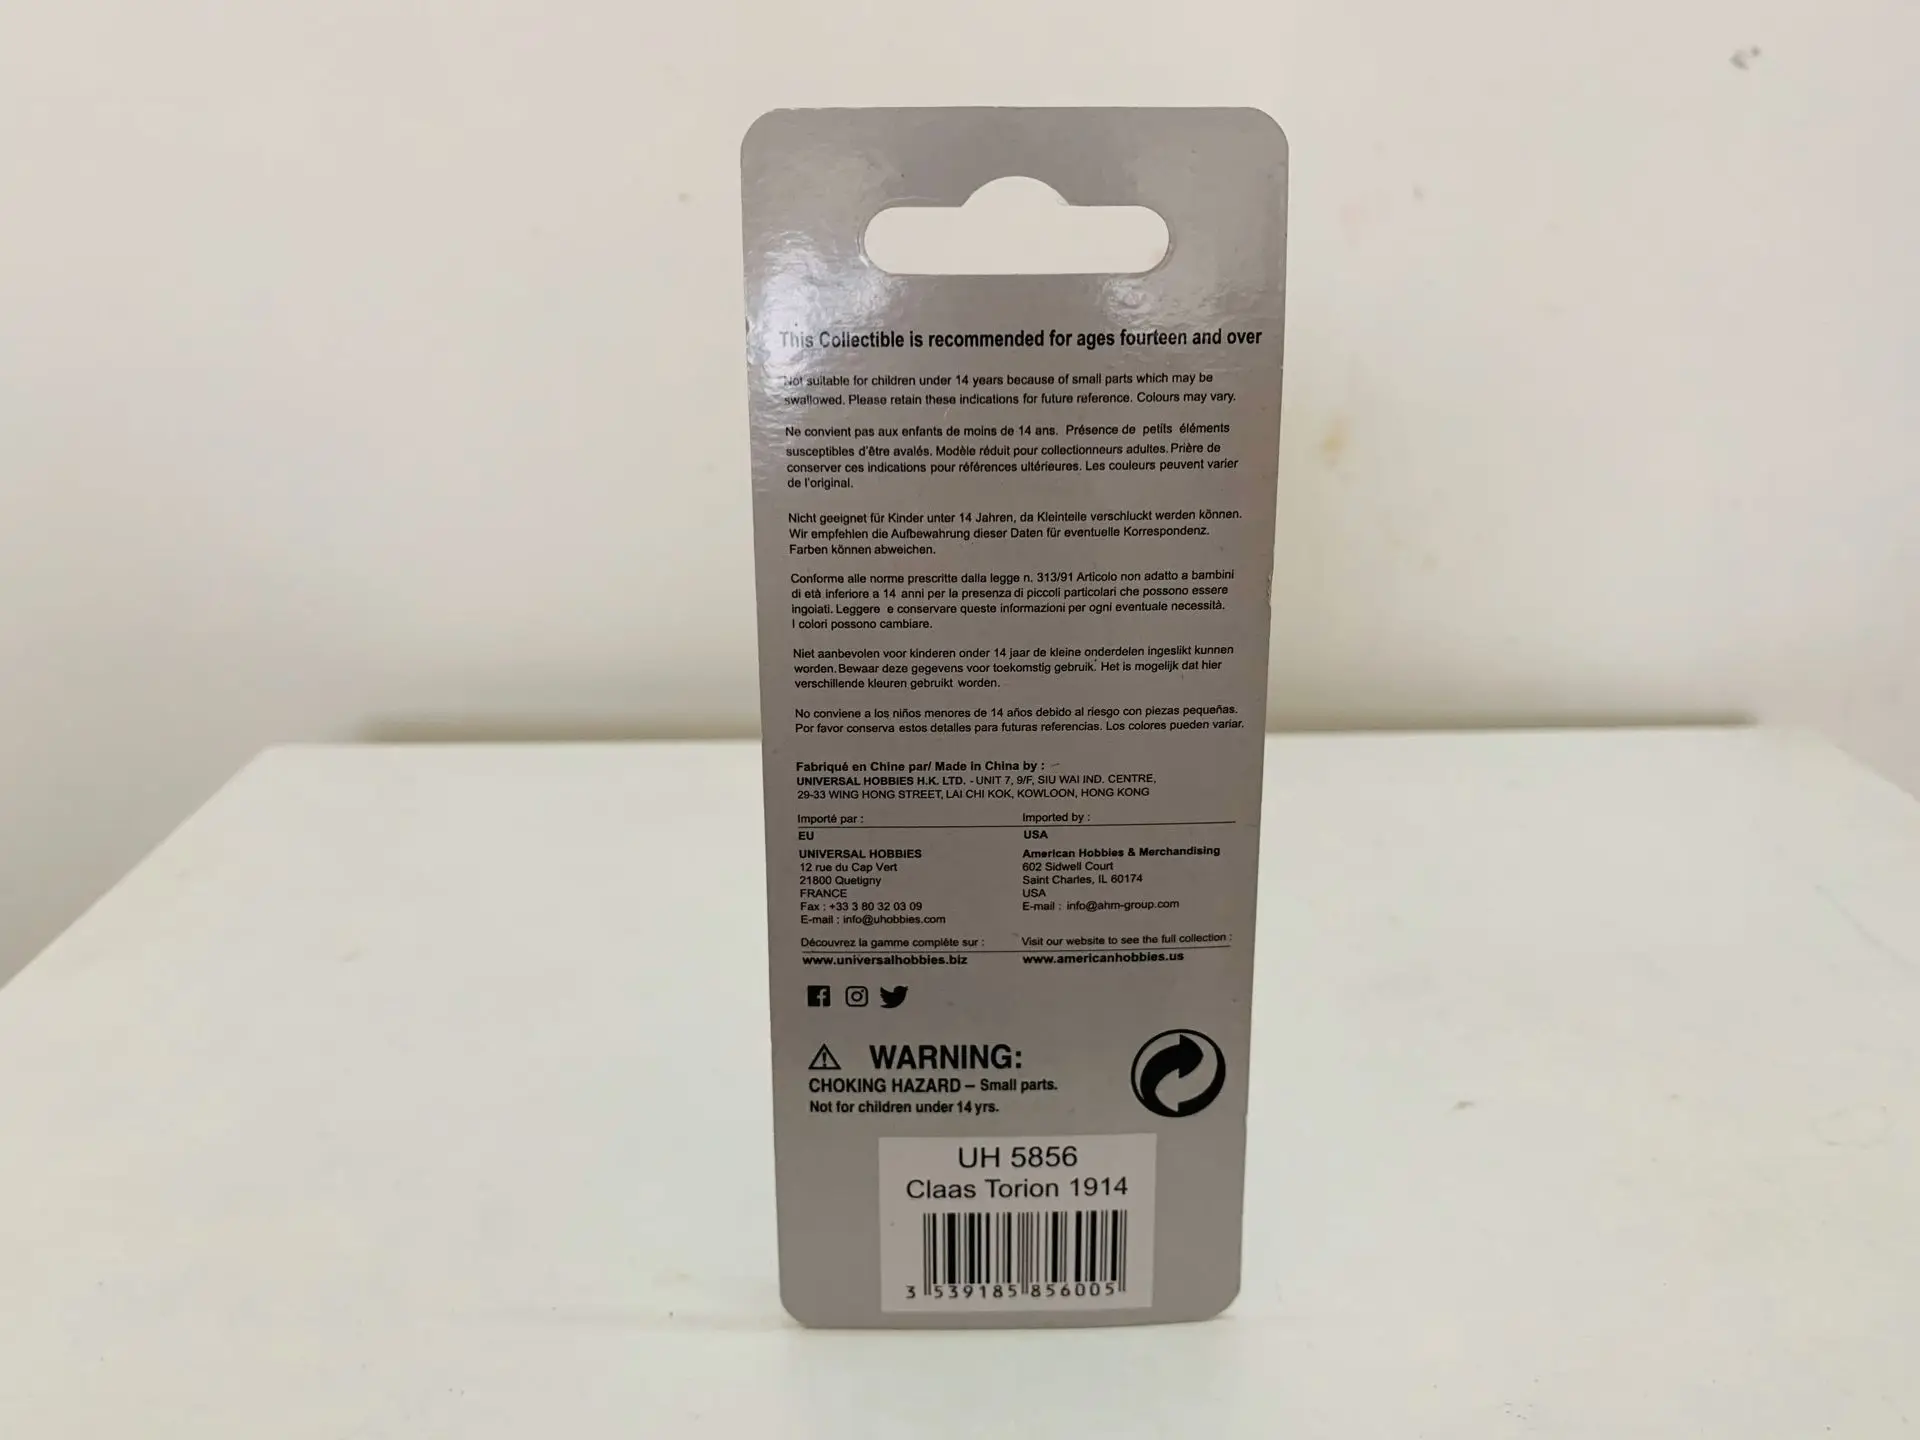 This Collectible is recommended for ages fourteen and over
Not suitable for children under 14 years because of small parts which may be
swallowed. Please retain these indications for future reference. Colours may vary.
Ne convient pas aux enfants de moins de 14 ans. Présence de petits éléments
susceptibles d'être avalés. Modèle réduit pour collectionneurs adultes. Prière de
conserver ces indications pour références ultérieures. Les couleurs peuvent varier
de l'original.
Nicht geeignet für Kinder unter 14 Jahren, da Kleinteile verschluckt werden können.
Wir empfehlen die Aufbewahrung dieser Daten für eventuelle Korrespondenz.
Farben können abweichen.
Conforme alle norme prescritte dalla legge n. 313/91 Articolo non adatto a bambini
di età inferiore a 14 anni per la presenza di piccoli particolari che possono essere
ingoiati. Leggere e conservare queste informazioni per ogni eventuale necessità.
I colori possono cambiare.
Niet aanbevolen voor kinderen onder 14 jaar de kleine onderdelen ingeslikt kunnen
worden. Bewaar deze gegevens voor toekomstig gebruik. Het is mogelijk dat hier
verschillende kleuren gebruikt worden.
No conviene a los niños menores de 14 años debido al riesgo con piezas pequeñas.
Por favor conserva estos detalles para futuras referencias. Los colores pueden variar.
Fabriqué en Chine par/ Made in China by :
UNIVERSAL HOBBIES H.K. LTD. - UNIT 7, 9/F, SIU WAI IND. CENTRE,
29-33 WING HONG STREET, LAI CHI KOK, KOWLOON, HONG KONG
Importé par :
EU
UNIVERSAL HOBBIES
12 rue du Cap Vert
21800 Quetigny
FRANCE
Fax : +33 3 80 32 03 09
E-mail : info@uhobbies.com
Découvrez la gamme complète sur :
www.universalhobbies.biz
Imported by :
USA
American Hobbies & Merchandising
602 Sidwell Court
Saint Charles, IL 60174
USA
E-mail : info@ahm-group.com
Visit our website to see the full collection :
www.americanhobbies.us
WARNING:
CHOKING HAZARD – Small parts.
Not for children under 14 yrs.
UH 5856
Claas Torion 1914
3 539185 856005